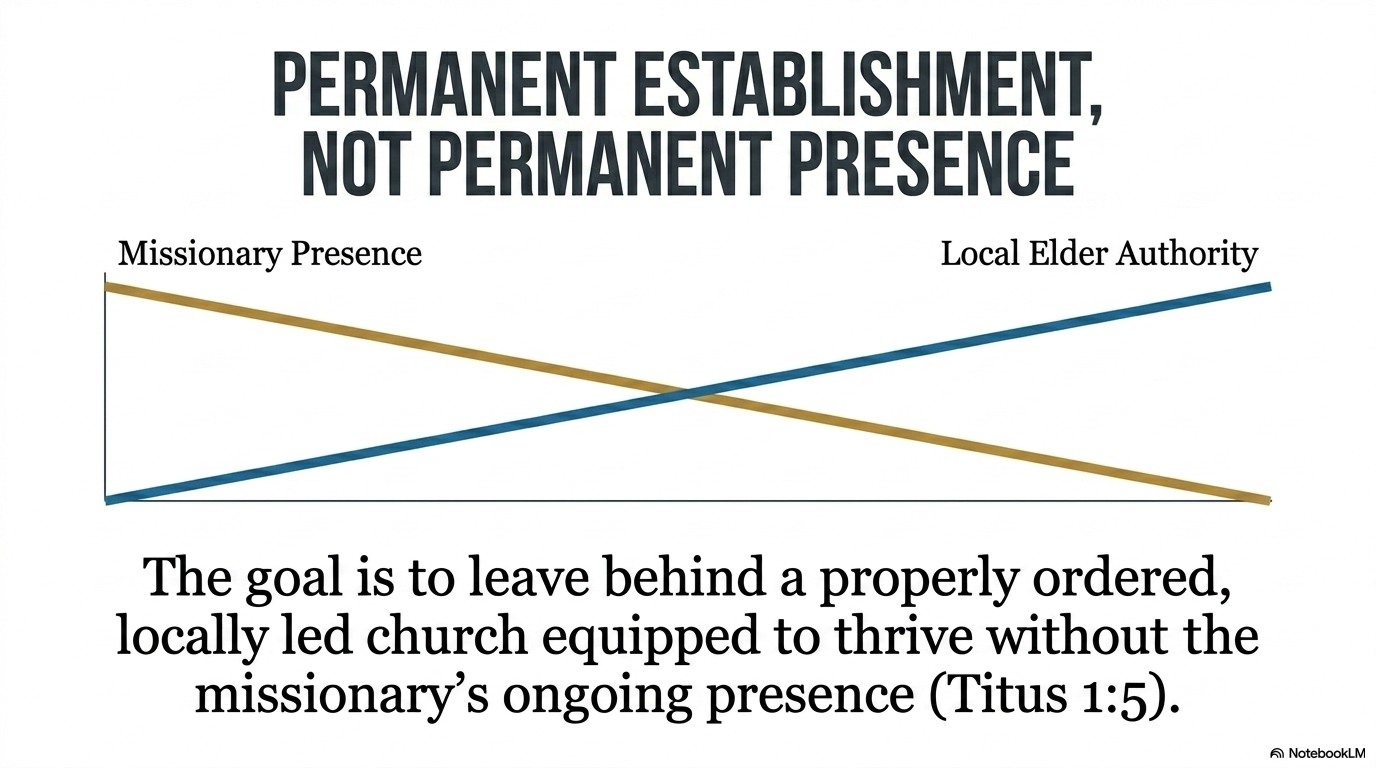 PERMANENT ESTABLISHMENT,
NOT PERMANENT PRESENCE
Missionary Presence
Local Elder Authority
The goal is to leave behind a properly ordered,
locally led church equipped to thrive without the
missionary’s ongoing presence (Titus 1:5).
NotebookLM